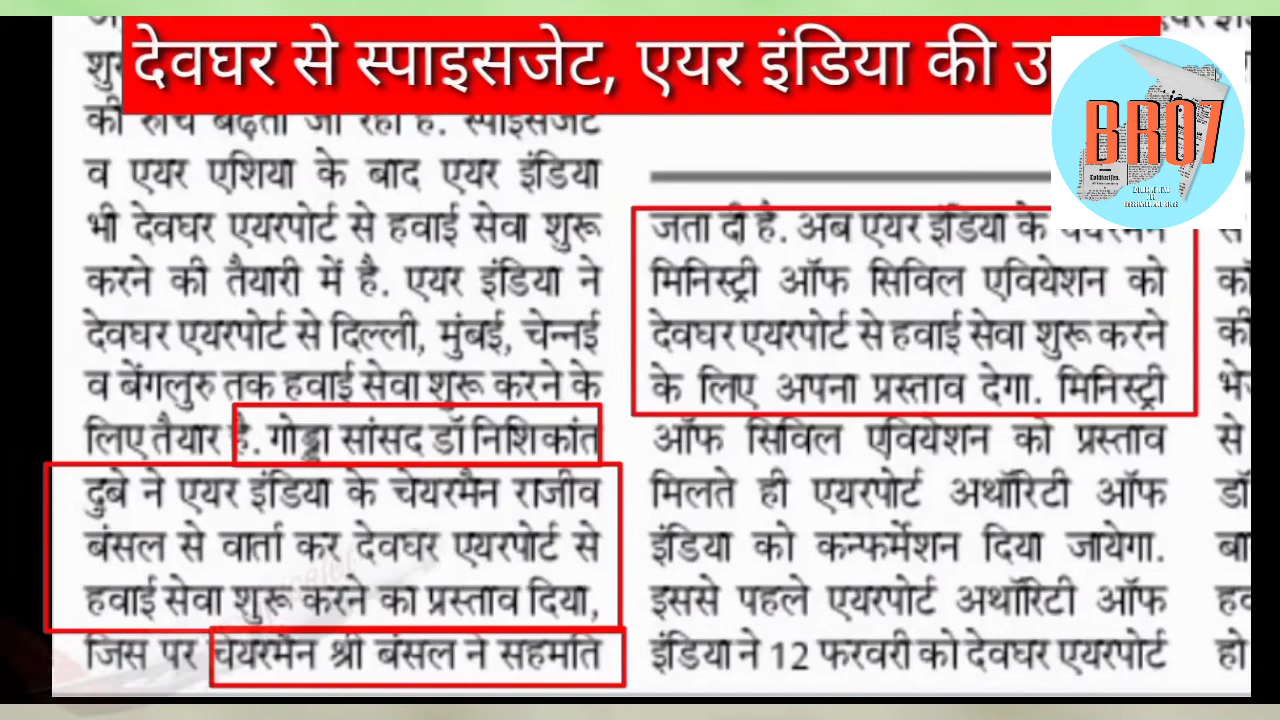 देवघर से स्पाइसजेट, एयर इंडिया की
BRO7
शुरू
की रुचि बढ़ती जा रही है. स्पाइसजेट
व एयर एशिया के बाद एयर इंडिया
भी देवघर एयरपोर्ट से हवाई सेवा शुरू
करने की तैयारी में है. एयर इंडिया ने
देवघर एयरपोर्ट से दिल्ली, मुंबई, चेन्नई
व बेंगलुरु तक हवाई सेवा शुरू करने के
लिए तैयार है. गोड्डा सांसद डॉ निशिकांत
दुबे ने एयर इंडिया के चेयरमैन राजीव
बंसल से वार्ता कर देवघर एयरपोर्ट से
हवाई सेवा शुरू करने का प्रस्ताव दिया,
जिस पर चेयरमैन श्री बंसल ने सहमति
जता दी है. अब एयर इंडिया के चेयरमैन
मिनिस्ट्री ऑफ सिविल एवियेशन को
देवघर एयरपोर्ट से हवाई सेवा शुरू करने
के लिए अपना प्रस्ताव देगा. मिनिस्ट्री
ऑफ सिविल एवियेशन को प्रस्ताव
मिलते ही एयरपोर्ट अथॉरिटी ऑफ
इंडिया को कन्फर्मेशन दिया जायेगा.
इससे पहले एयरपोर्ट अथॉरिटी ऑफ
इंडिया ने 12 फरवरी को देवघर एयरपोर्ट
से
की
से
हो